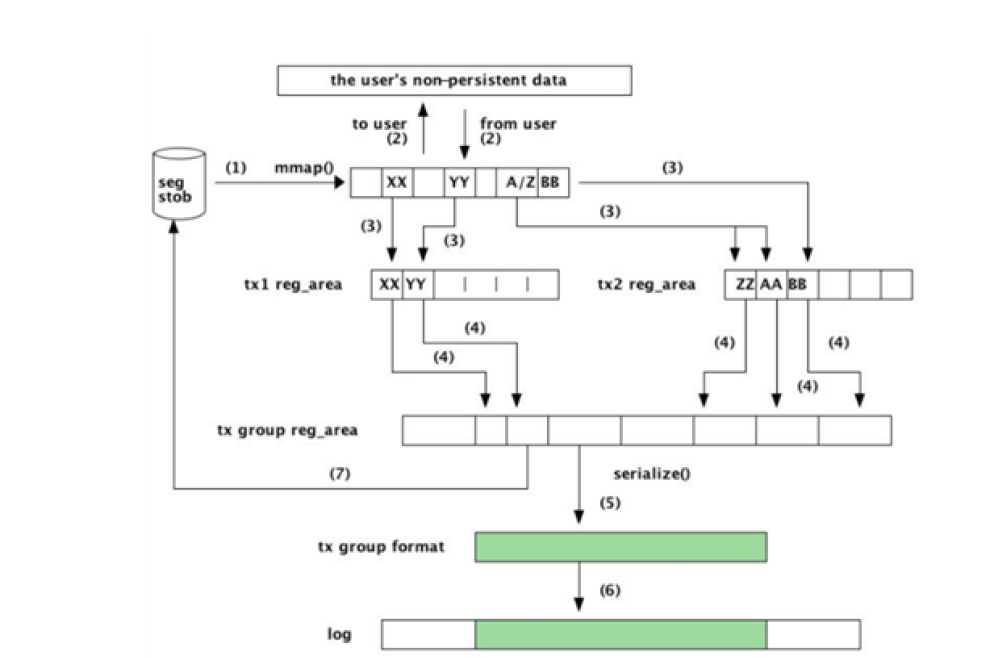 the user's non-persistent data
to user
(2)
from user
(2)
(1)
mmap()
seg
stob
XX
YY
A/Z
BB
(3)
(3)
(3)
(3)
tx1 reg_area
XX
YY
tx2 reg_area
ZZ
AA
BB
(4)
(4)
(4)
(4)
(4)
tx group reg_area
(7)
serialize()
(5)
tx group format
(6)
log